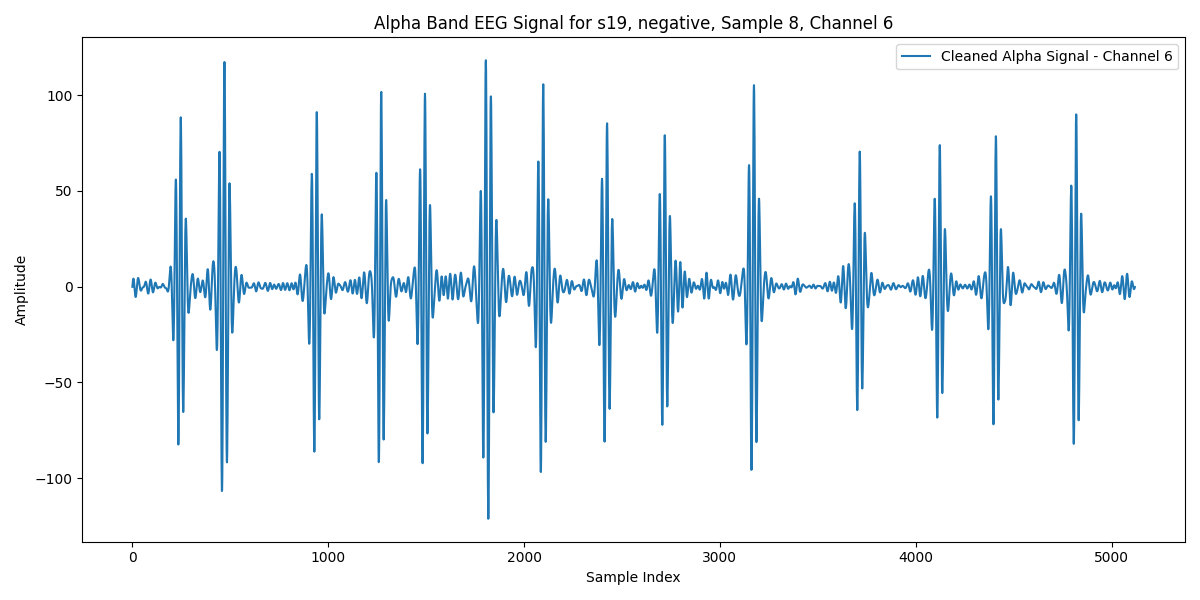 Alpha Band EEG Signal for s19, negative, Sample 8, Channel 6
Cleaned Alpha Signal - Channel 6
Amplitude
100
50
0
−50
−100
0 1000 2000 3000 4000 5000
Sample Index